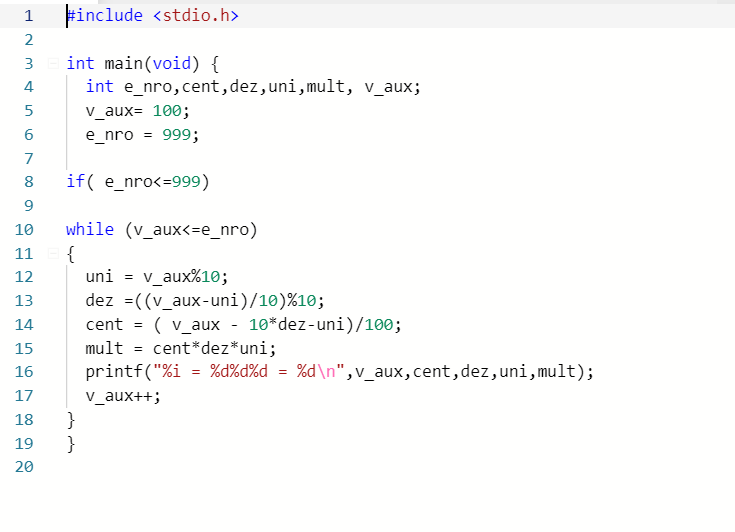 1 #include <stdio.h>
2
3 int main(void) {
4 int e_nro,cent,dez,uni,mult, v_aux;
5 v_aux= 100;
6 e_nro = 999;
7
8 if( e_nro<=999)
9
10 while (v_aux<=e_nro)
11 {
12 uni = v_aux%10;
13 dez =((v_aux-uni)/10)%10;
14 cent = ( v_aux - 10*dez-uni)/100;
15 mult = cent*dez*uni;
16 printf("%i = %d%d%d = %d\n",v_aux,cent,dez,uni,mult);
17 v_aux++;
18 }
19 }
20